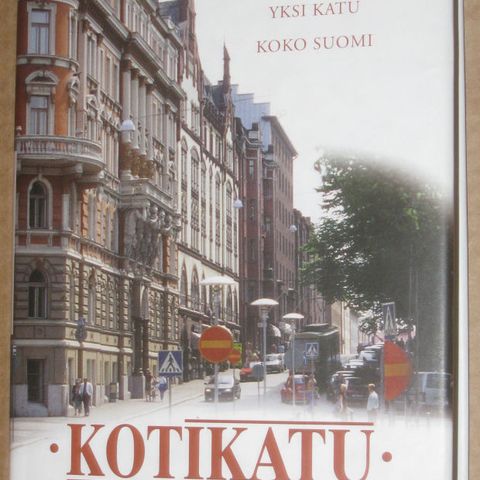 YKSI KATU
KOKO SUOMI
· KOTIKATU ·